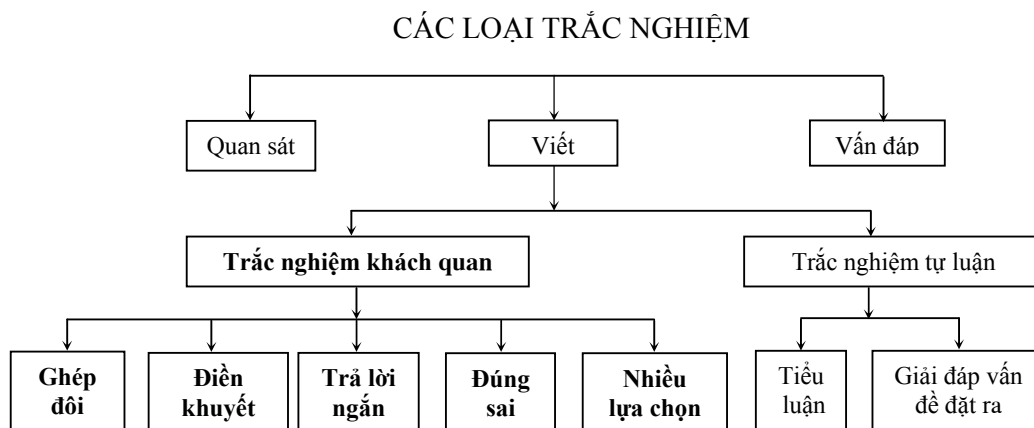 CÁC LOẠI TRẮC NGHIỆM
Quan sát
Viết
Vấn đáp
Trắc nghiệm khách quan
Trắc nghiệm tự luận
Ghép
đôi
Điền
khuyết
Trả lời
ngắn
Đúng
sai
Nhiều
lựa chọn
Tiểu
luận
Giải đáp vấn
đề đặt ra